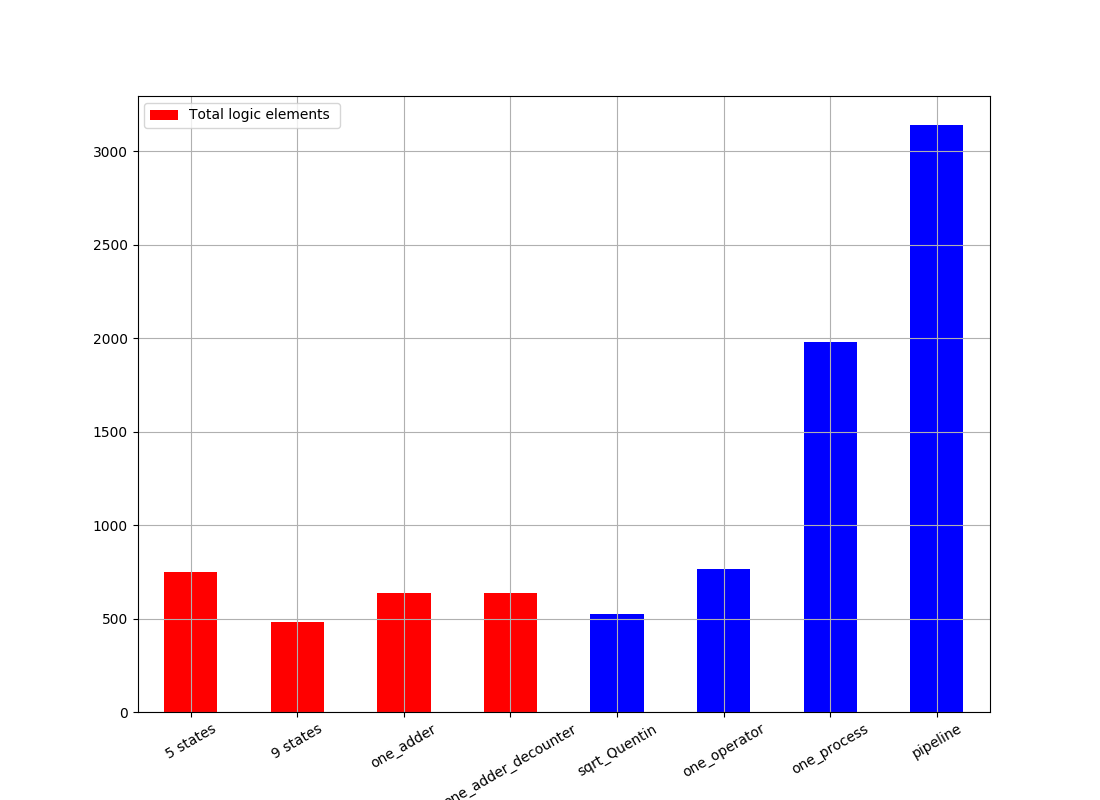 Total logic elements
3000
2500
2000
1500
1000
500
0
5 states
9 states
one_adder
one_adder_decounter
sqrt_Quentin
one_operator
one_process
pipeline